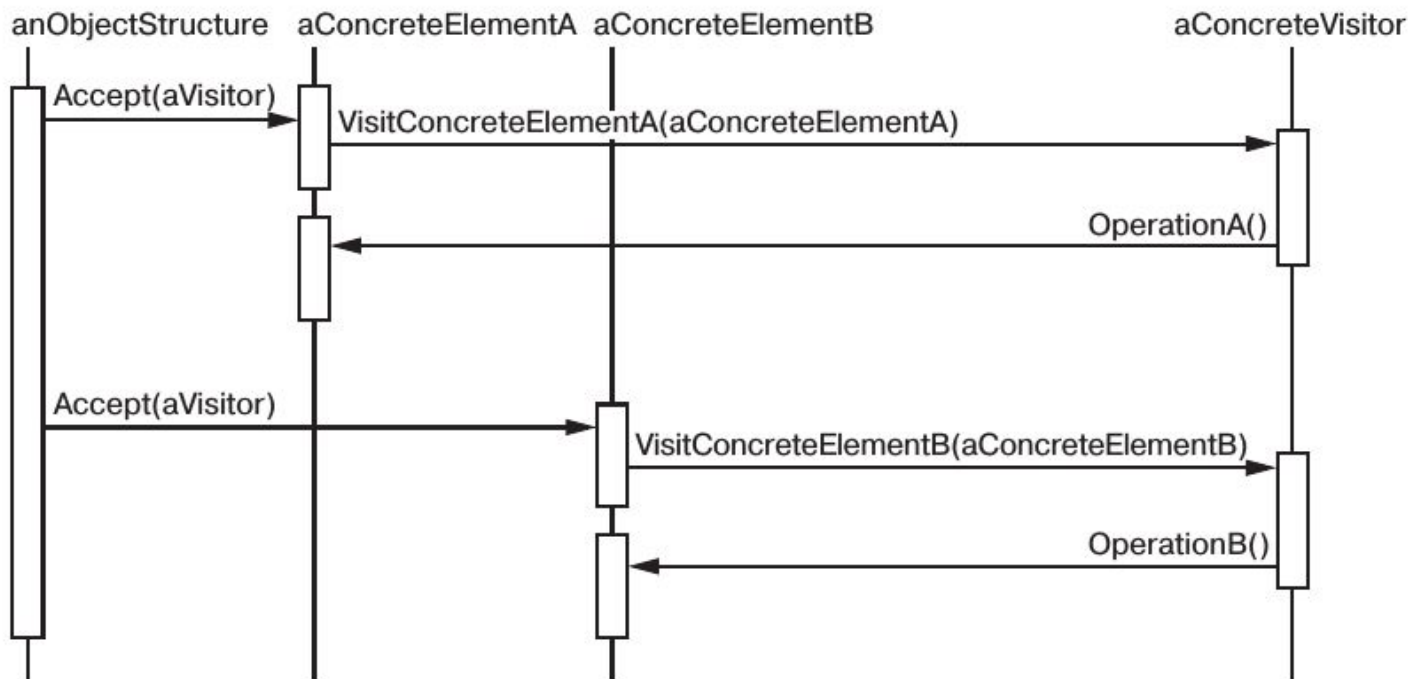 anObjectStructure aConcreteElementA aConcreteElementB aConcreteVisitor
Accept(aVisitor)
VisitConcreteElementA(aConcreteElementA)
OperationA()
Accept(aVisitor)
VisitConcreteElementB(aConcreteElementB)
OperationB()